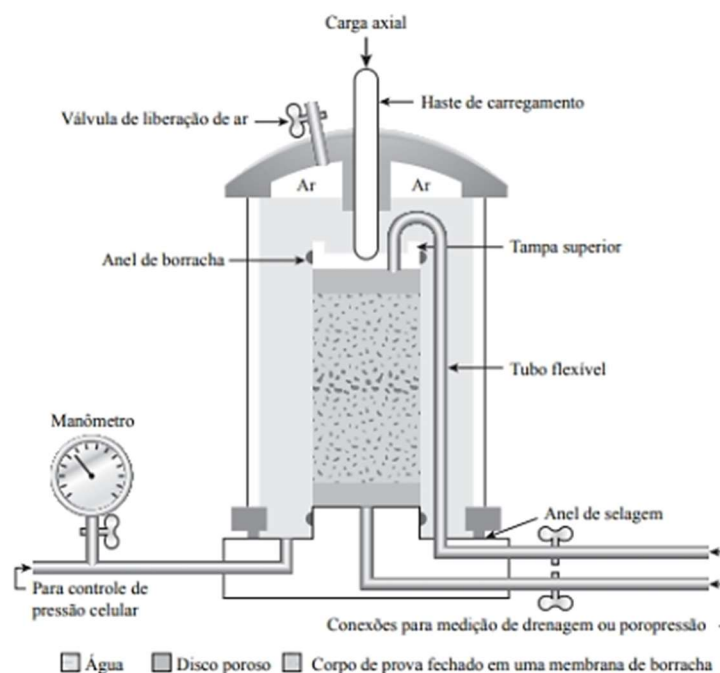 Carga axial
Haste de carregamento
Válvula de liberação de ar
Ar
Ar
Tampa superior
Anel de borracha
Tubo flexível
Manômetro
Anel de selagem
Para controle de
pressão celular
Conexões para medição de drenagem ou poropressão
Água
Disco poroso
Corpo de prova fechado em uma membrana de borracha